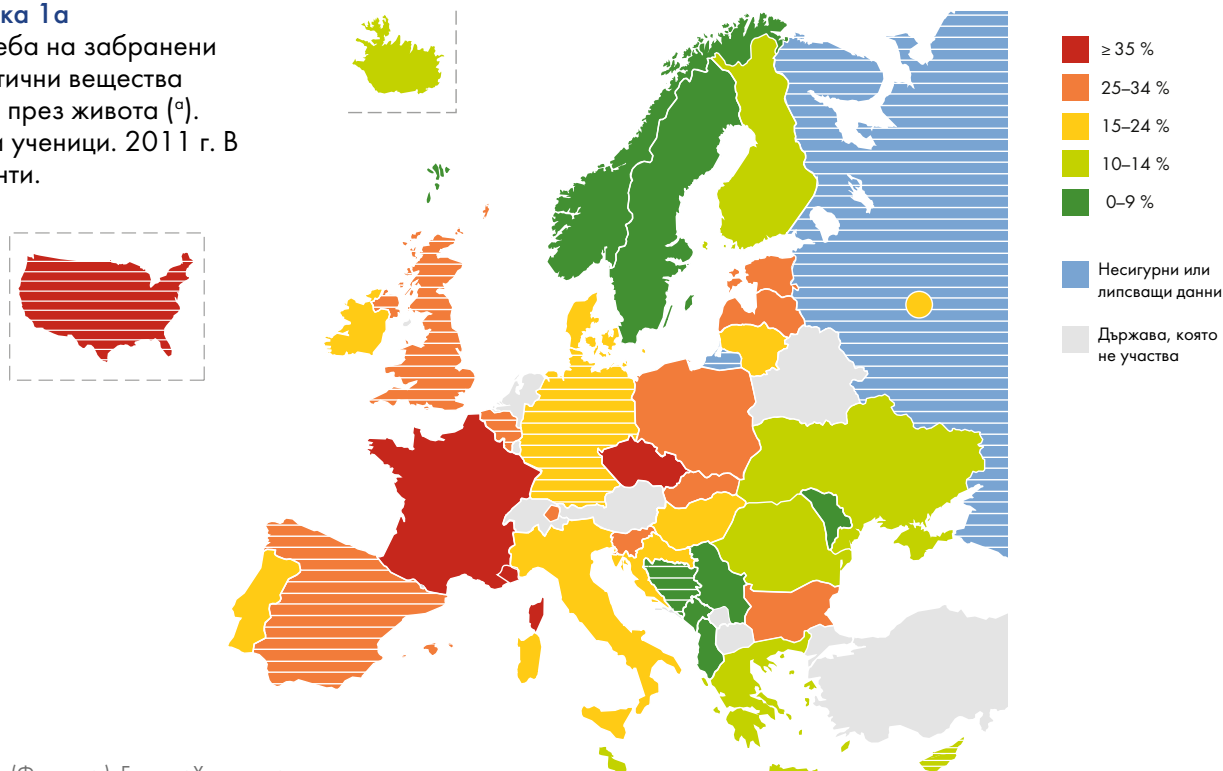 ка 1a
еба на забранени
тични вещества
през живота (ª).
а ученици. 2011 г. В
нти.
≥ 35 %
25–34 %
15–24 %
10–14 %
0–9 %
Несигурни или
липсващи данни
Държава, която
не участва